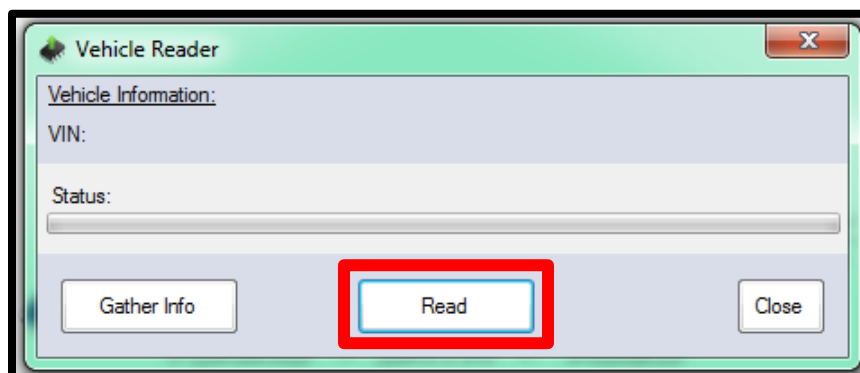 Vehicle Reader
Vehicle Information:
VIN:
Status:
Gather Info
Read
Close